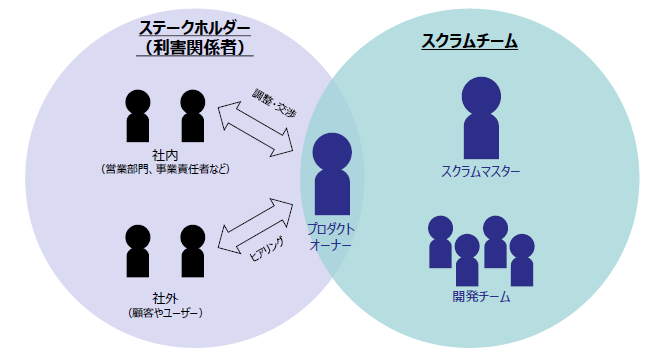 ステークホルダー
（利害関係者）
スクラムチーム
調整・交渉
社内
（営業部門、事業責任者など）
スクラムマスター
プロダクト
オーナー
ヒアリング
社外
（顧客やユーザー）
開発チーム